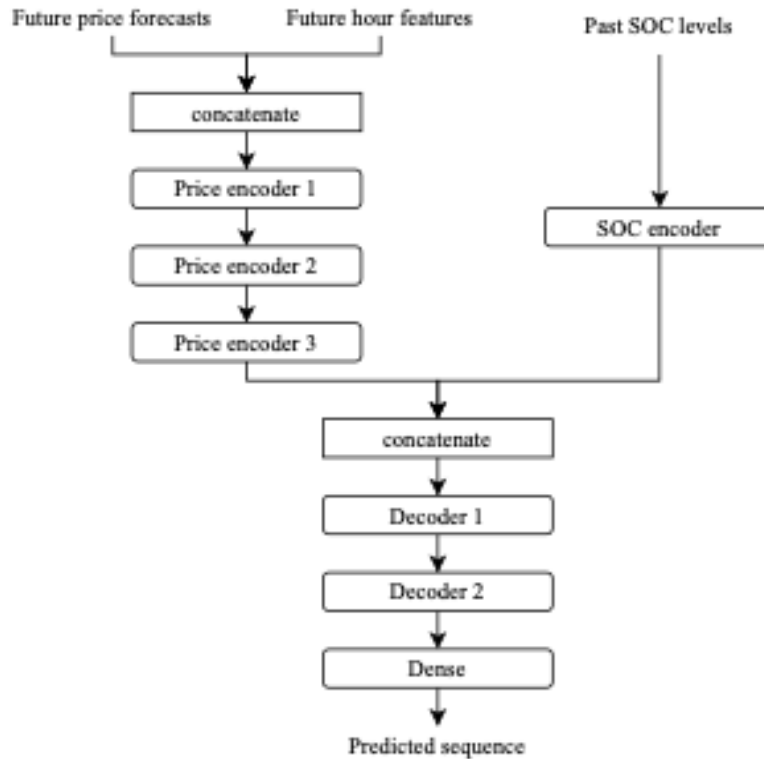 Future price forecasts
Future hour features
Past SOC levels
concatenate
Price encoder 1
Price encoder 2
Price encoder 3
SOC encoder
concatenate
Decoder 1
Decoder 2
Dense
Predicted sequence